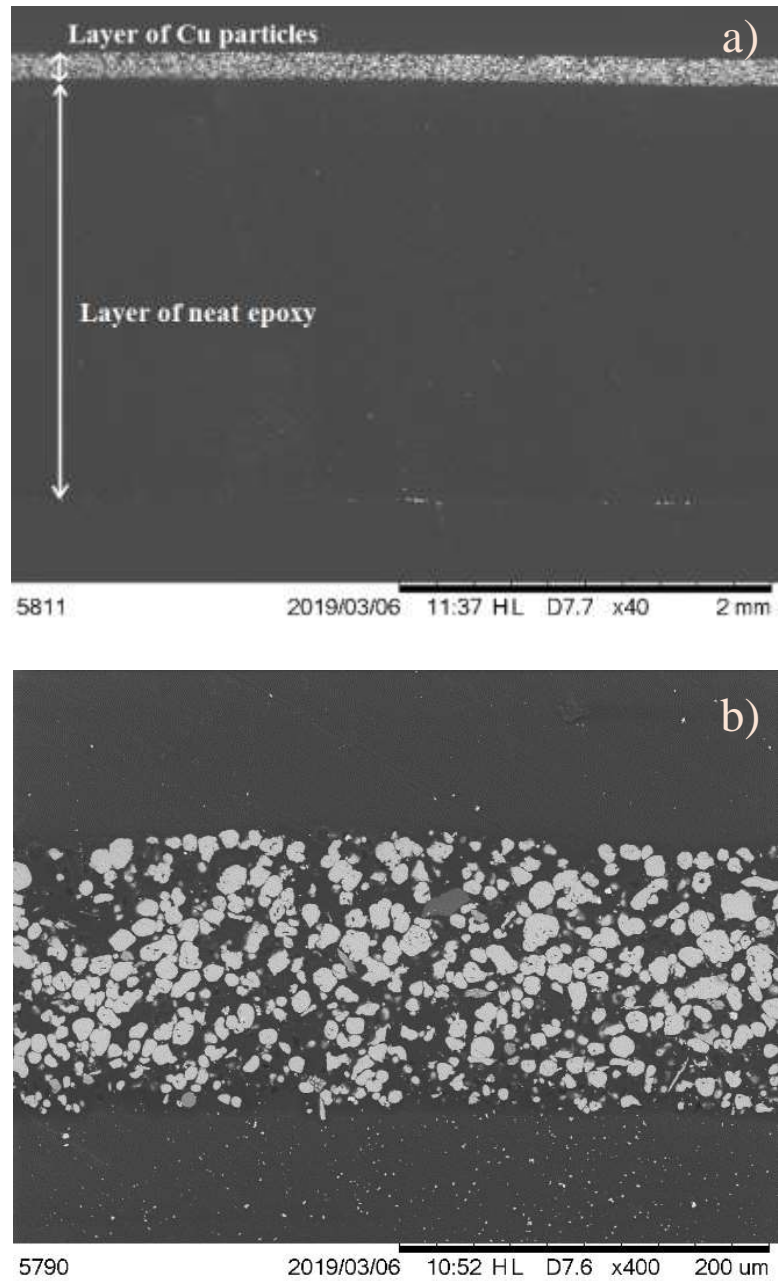 Layer of Cu particles
a)
Layer of neat epoxy
5811 2019/03/06 11:37 HL D7.7 x40 2 mm
b)
5790 2019/03/06 10:52 HL D7.6 x400 200 um